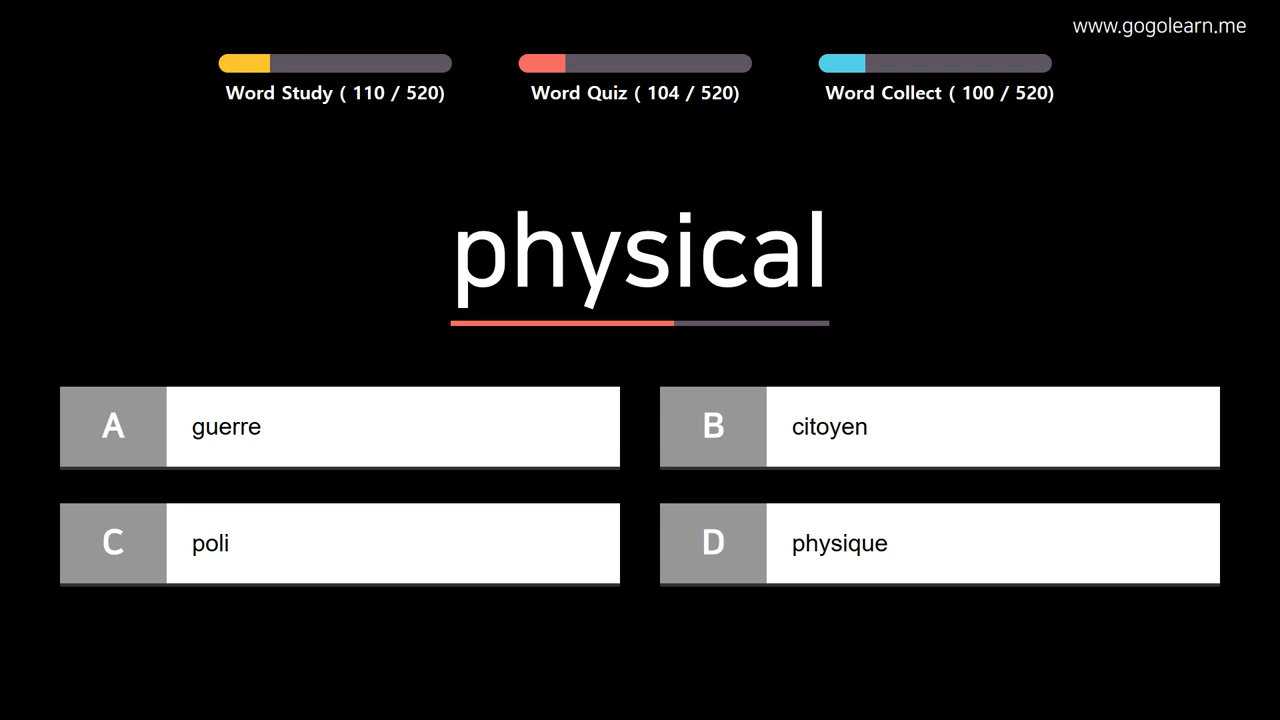 www.gogolearn.me
Word Study ( 110 / 520)
Word Quiz ( 104 / 520)
Word Collect ( 100 / 520)
physical
A
guerre
B
citoyen
C
poli
D
physique